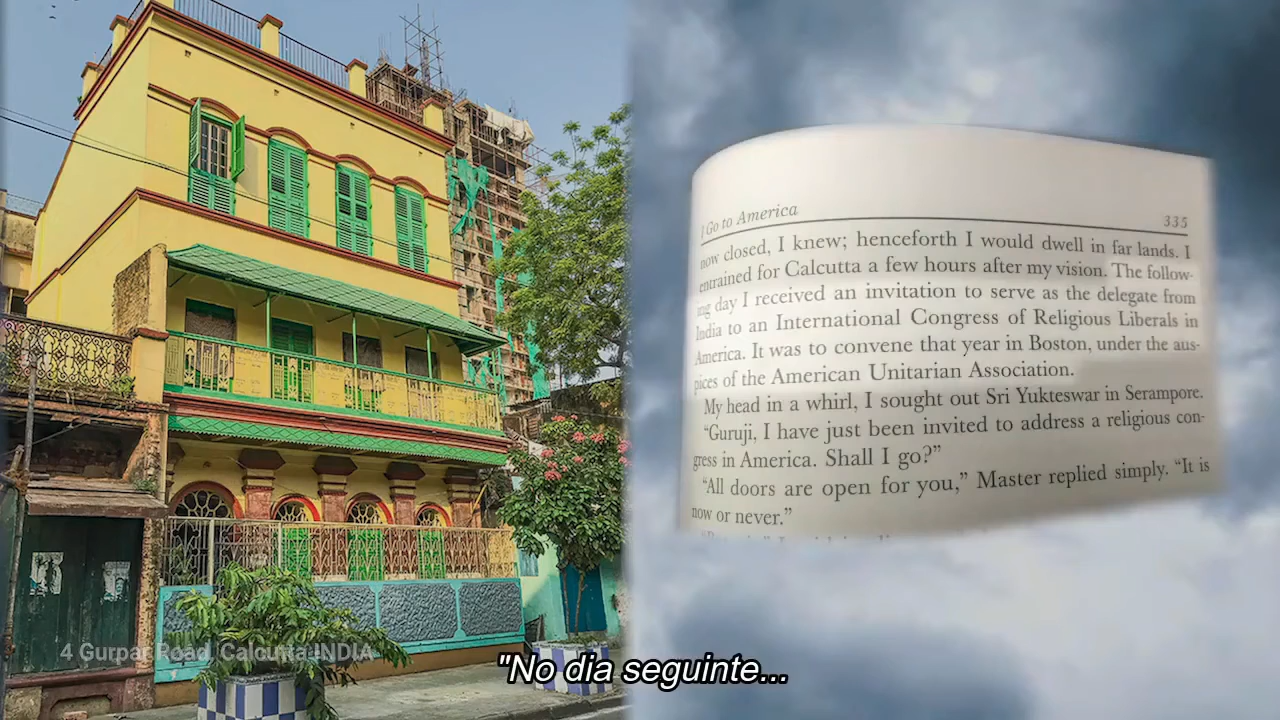 I Go to America 335
now closed, I knew; henceforth I would dwell in far lands. I
entrained for Calcutta a few hours after my vision. The follow-
ing day I received an invitation to serve as the delegate from
India to an International Congress of Religious Liberals in
America. It was to convene that year in Boston, under the aus-
pices of the American Unitarian Association.
My head in a whirl, I sought out Sri Yukteswar in Serampore.
“Guruji, I have just been invited to address a religious con-
gress in America. Shall I go?”
“All doors are open for you,” Master replied simply. “It is
now or never.”
4 Gurpar Road, Calcutta INDIA
"No dia seguinte...